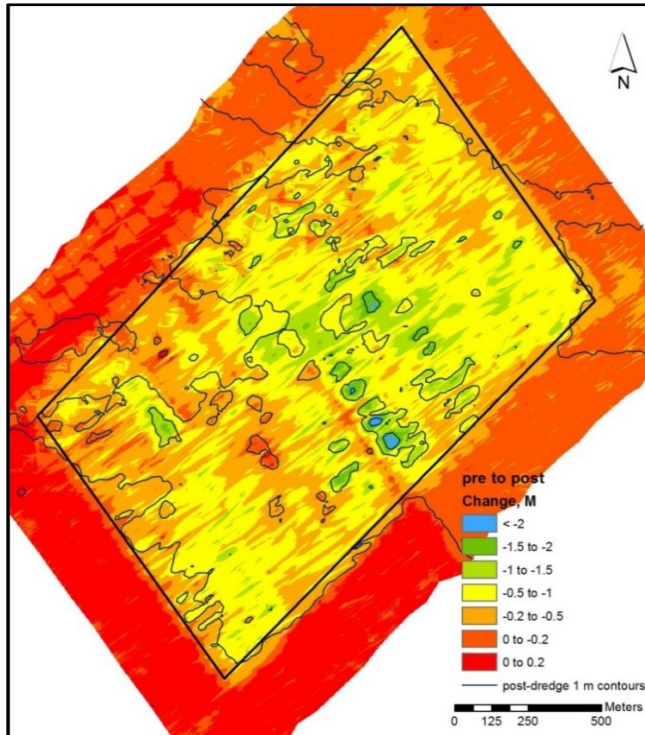 N
pre to post
Change, M
< -2
-1.5 to -2
-1 to -1.5
-0.5 to -1
-0.2 to -0.5
0 to -0.2
0 to 0.2
post-dredge 1 m contours
Meters
0 125 250 500